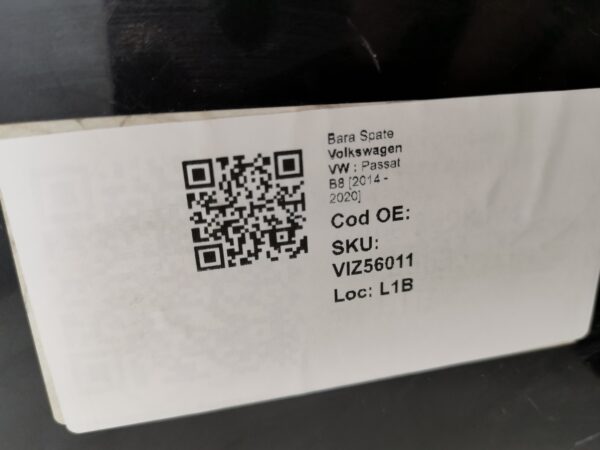 Bara Spate
Volkswagen
VW : Passat
B8 [2014 -
2020]
Cod OE:
SKU:
VIZ56011
Loc: L1B